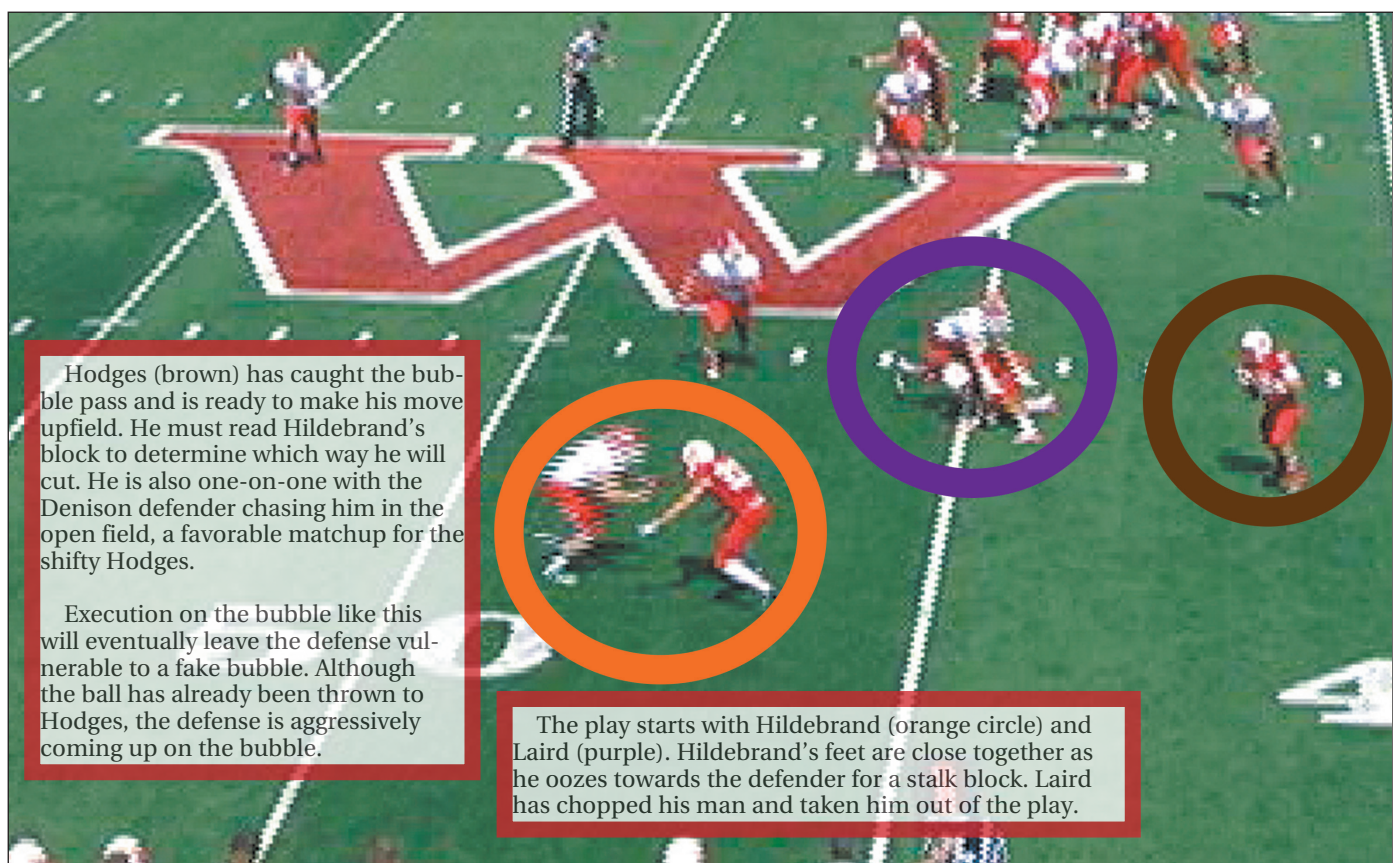 Hodges (brown) has caught the bub-
ble pass and is ready to make his move
upfield. He must read Hildebrand's
block to determine which way he will
cut. He is also one-on-one with the
Denison defender chasing him in the
open field, a favorable matchup for the
shifty Hodges.
Execution on the bubble like this
will eventually leave the defense vul-
nerable to a fake bubble. Although
the ball has already been thrown to
Hodges, the defense is aggressively
coming up on the bubble.
The play starts with Hildebrand (orange circle) and
Laird (purple). Hildebrand's feet are close together as
he oozes towards the defender for a stalk block. Laird
has chopped his man and taken him out of the play.
W